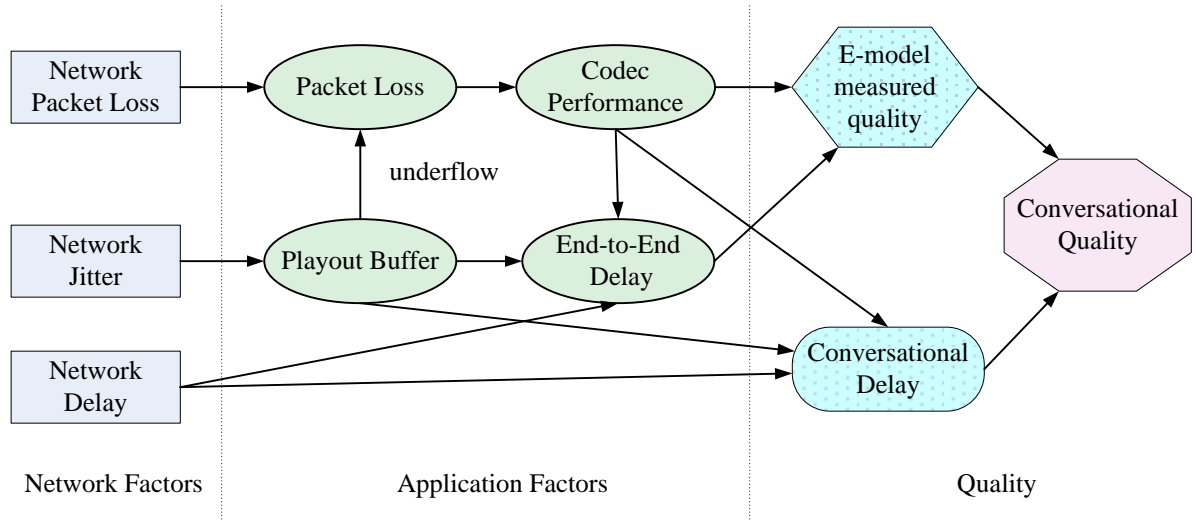 Network
Packet Loss
Packet Loss
Codec
Performance
E-model
measured
quality
underflow
Network
Jitter
Playout Buffer
End-to-End
Delay
Conversational
Quality
Network
Delay
Conversational
Delay
Network Factors
Application Factors
Quality